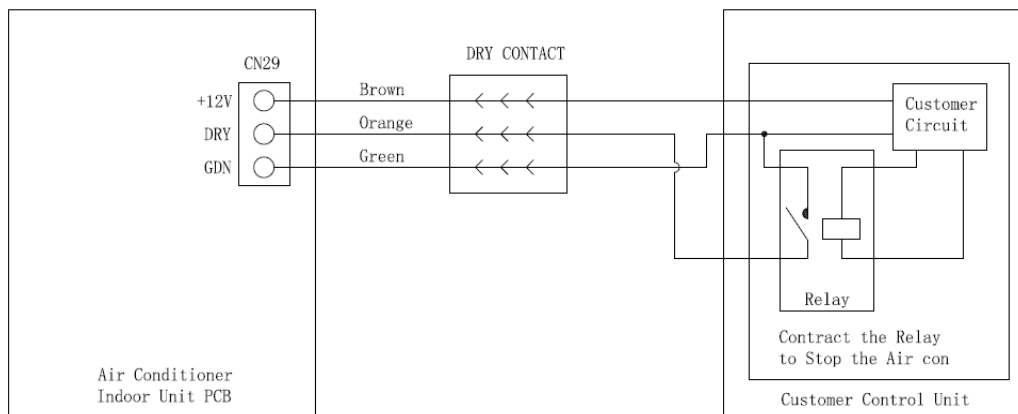 DRY CONTACT
CN29
+12V
Brown
DRY
Orange
GDN
Green
Customer
Circuit
Relay
Contract the Relay
to Stop the Air con
Air Conditioner
Indoor Unit PCB
Customer Control Unit